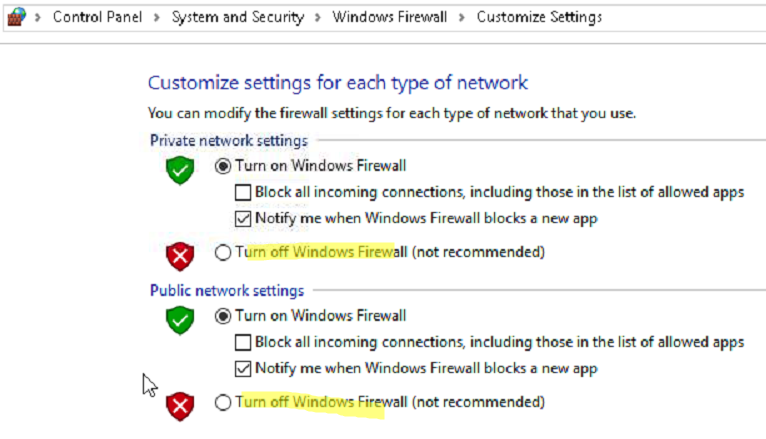 Control Panel > System and Security > Windows Firewall > Customize Settings
Customize settings for each type of network
You can modify the firewall settings for each type of network that you use.
Private network settings
Turn on Windows Firewall
Block all incoming connections, including those in the list of allowed apps
Notify me when Windows Firewall blocks a new app
Turn off Windows Firewall (not recommended)
Public network settings
Turn on Windows Firewall
Block all incoming connections, including those in the list of allowed apps
Notify me when Windows Firewall blocks a new app
Turn off Windows Firewall (not recommended)